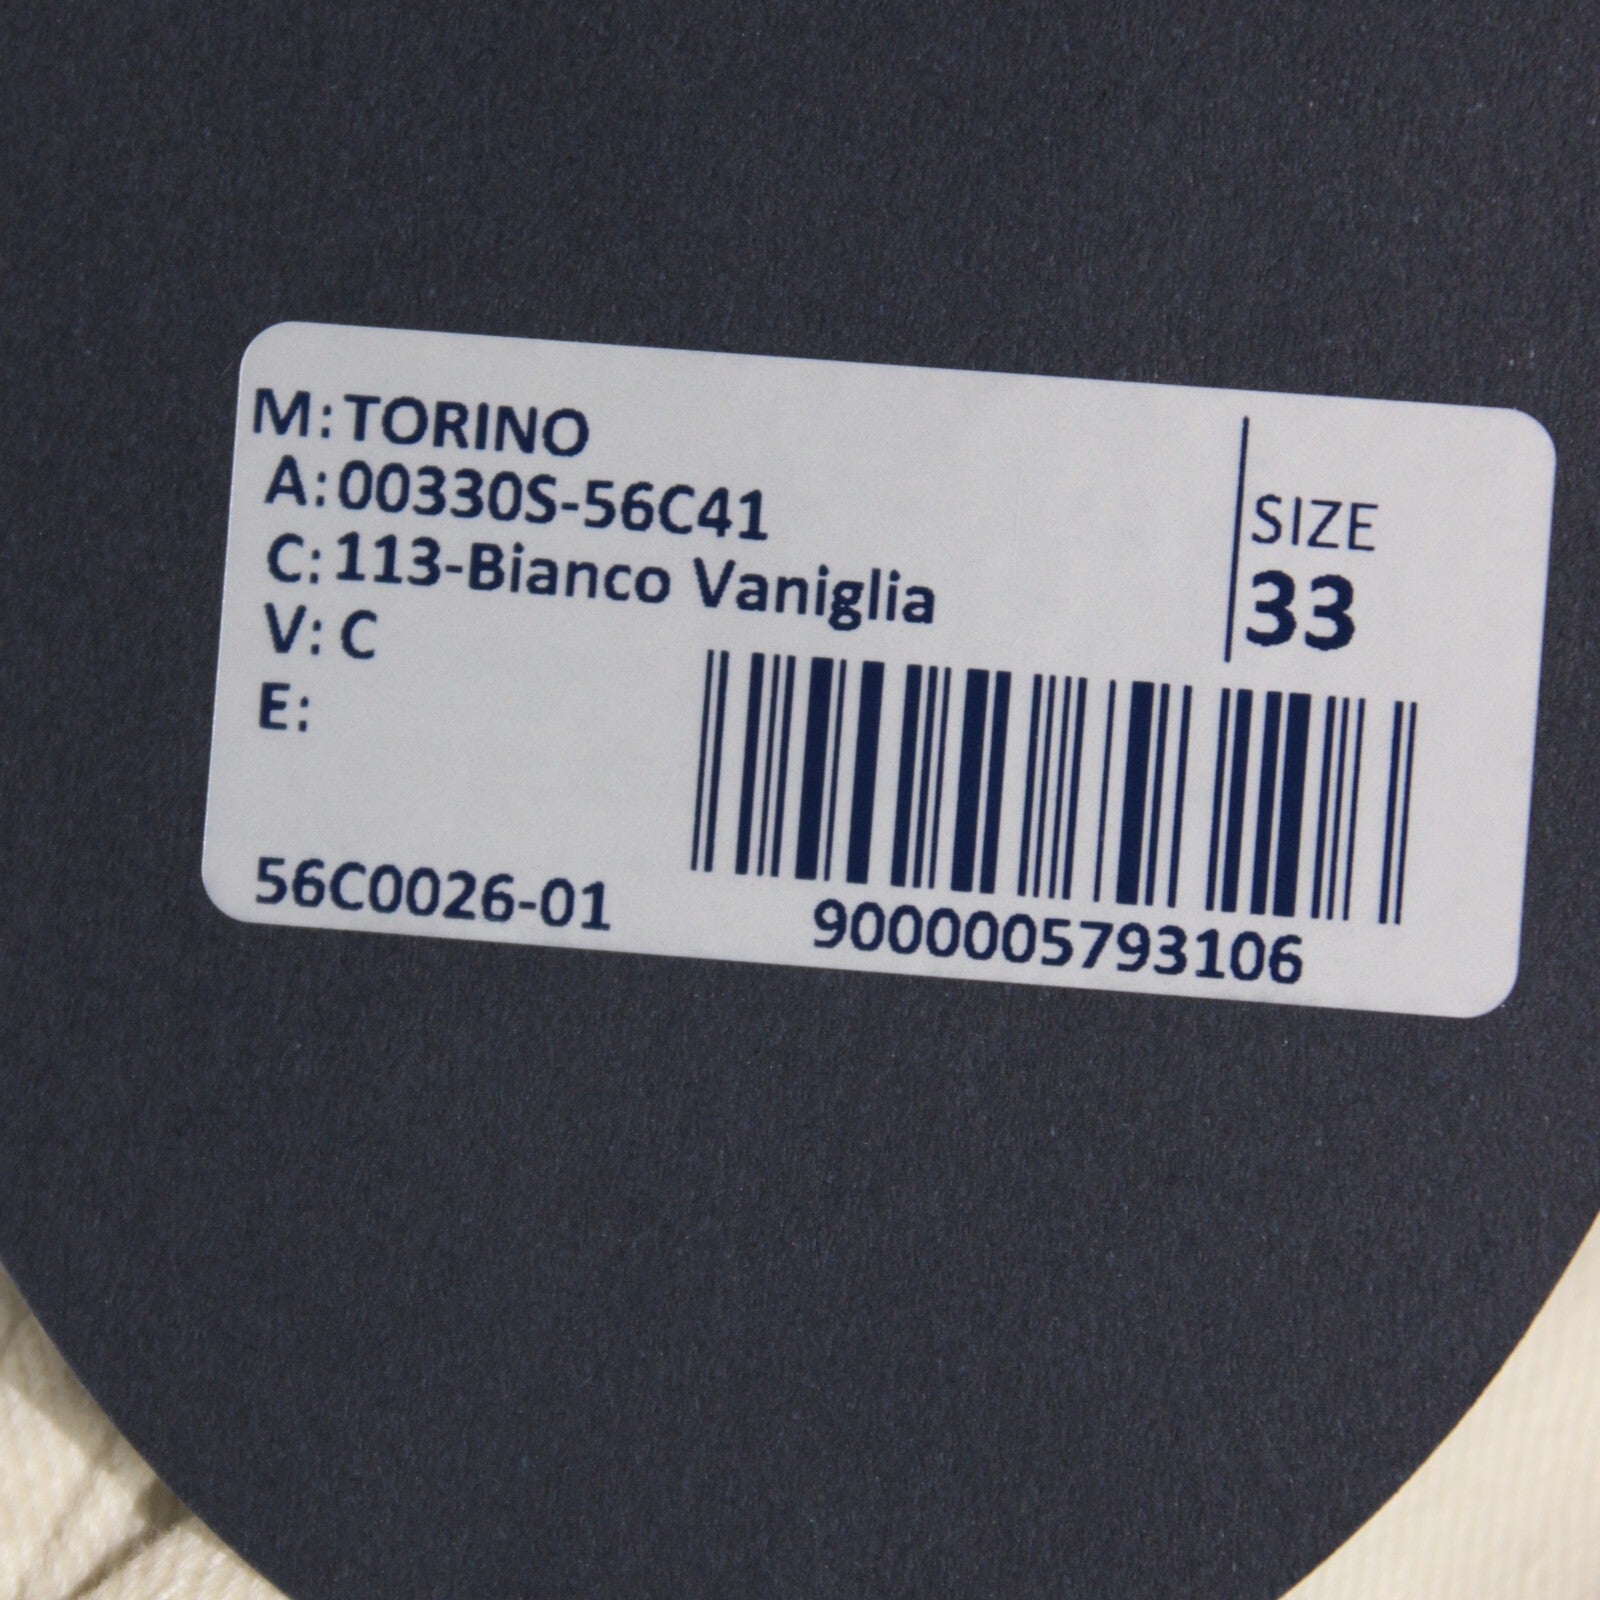 M: TORINO
A: 00330S-56C41
C: 113-Bianco Vaniglia
V: C
E:
SIZE
33
56C0026-01
9000005793106